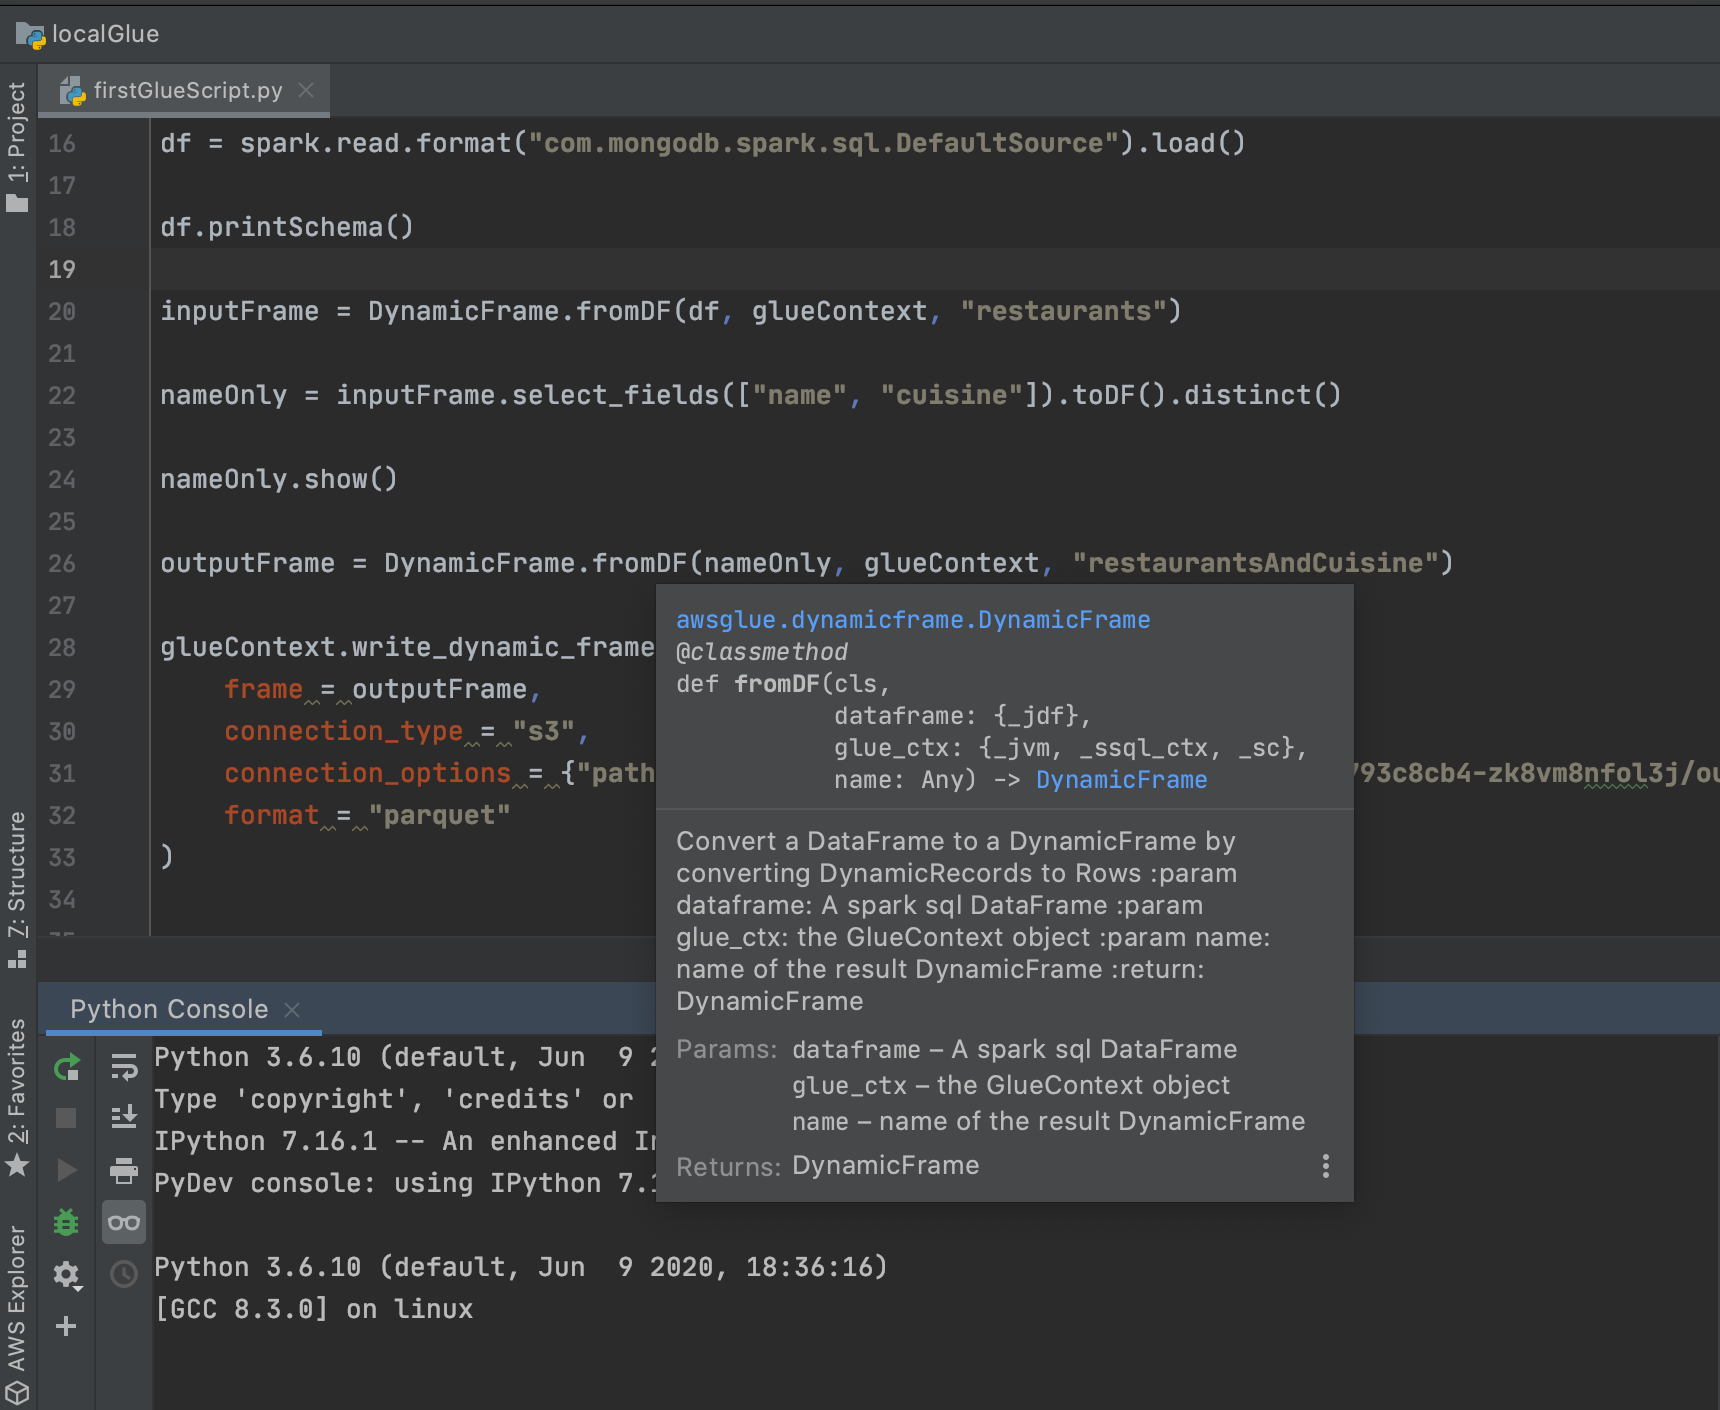 localGlue
firstGlueScript.py
1: Project
7: Structure
2: Favorites
AWS Explorer
16 df = spark.read.format("com.mongodb.spark.sql.DefaultSource").load()
17
18 df.printSchema()
19
20 inputFrame = DynamicFrame.fromDF(df, glueContext, "restaurants")
21
22 nameOnly = inputFrame.select_fields(["name", "cuisine"]).toDF().distinct()
23
24 nameOnly.show()
25
26 outputFrame = DynamicFrame.fromDF(nameOnly, glueContext, "restaurantsAndCuisine")
27
28 glueContext.write_dynamic_frame
29 frame = outputFrame,
30 connection_type = "s3",
31 connection_options = {"path 93c8cb4-zk8vm8nfol3j/ou
32 format = "parquet"
33 )
34
awsglue.dynamicframe.DynamicFrame
@classmethod
def fromDF(cls,
dataframe: {_jdf},
glue_ctx: {_jvm, _ssql_ctx, _sc},
name: Any) -> DynamicFrame
Convert a DataFrame to a DynamicFrame by
converting DynamicRecords to Rows :param
dataframe: A spark sql DataFrame :param
glue_ctx: the GlueContext object :param name:
name of the result DynamicFrame :return:
DynamicFrame
Params: dataframe – A spark sql DataFrame
glue_ctx – the GlueContext object
name – name of the result DynamicFrame
Returns: DynamicFrame
Python Console
Python 3.6.10 (default, Jun  9
Type 'copyright', 'credits' or
IPython 7.16.1 -- An enhanced
PyDev console: using IPython 7.1
Python 3.6.10 (default, Jun  9 2020, 18:36:16)
[GCC 8.3.0] on linux